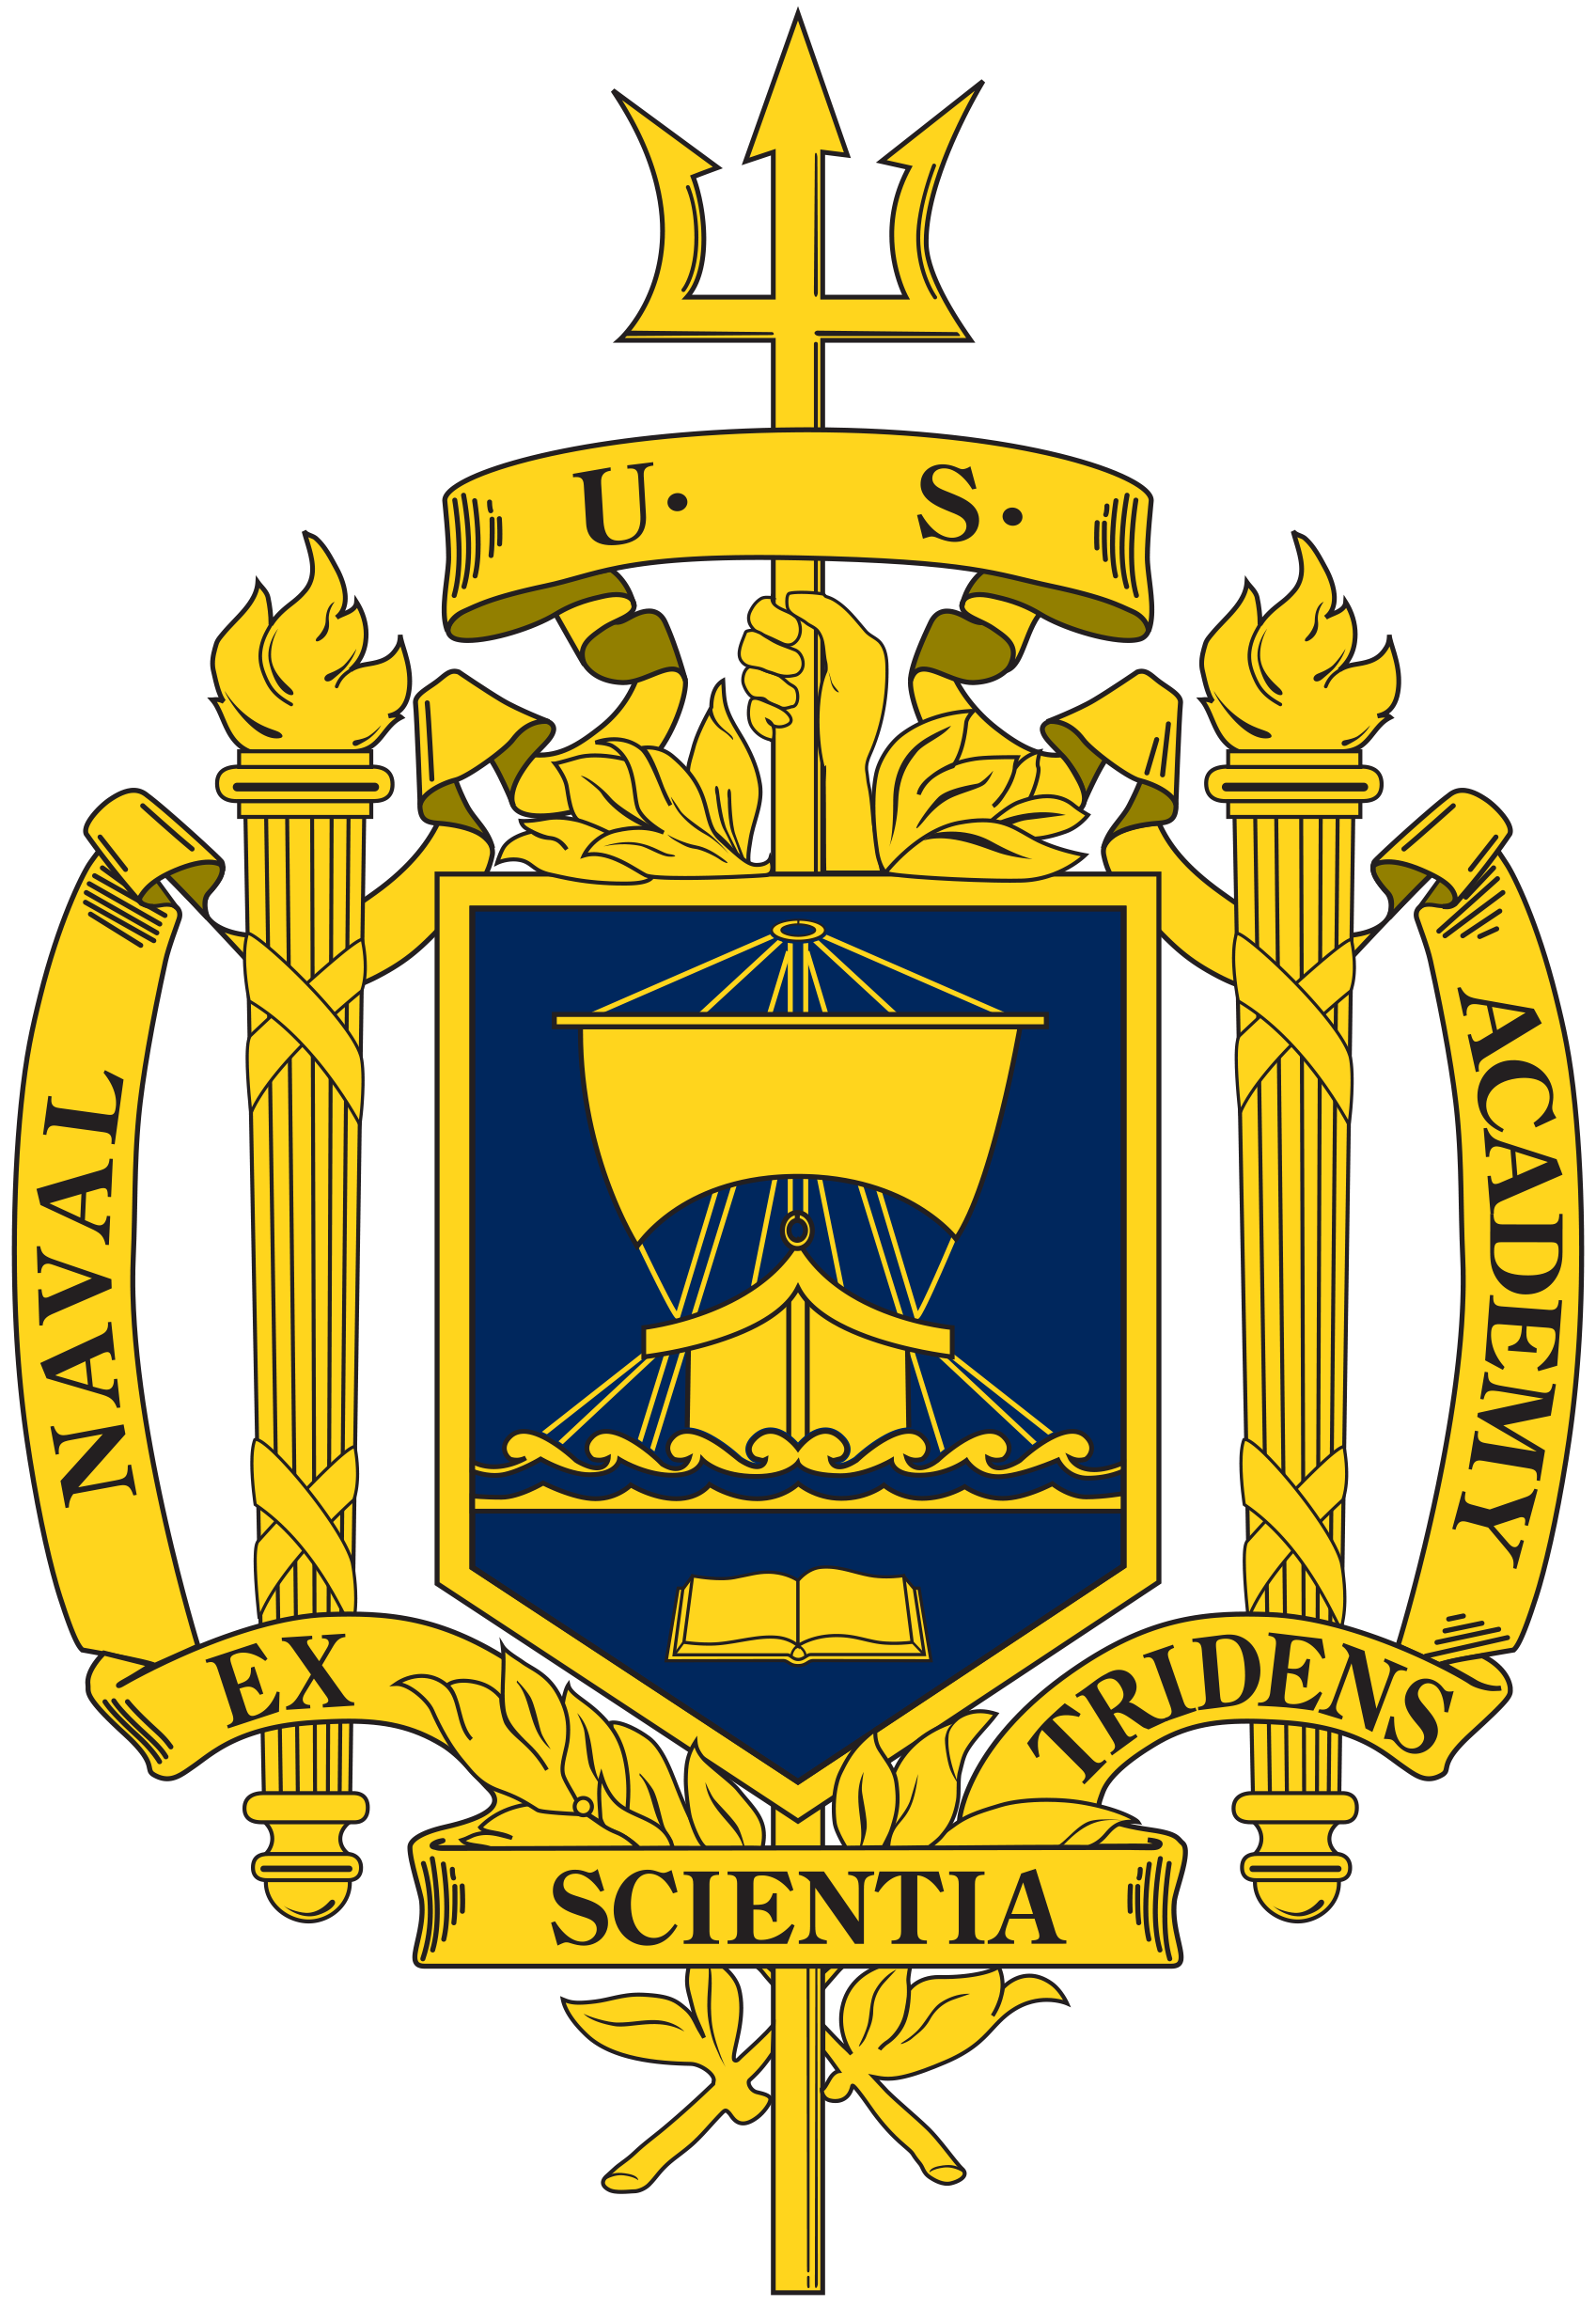 U. S.
NAVAL
ACADEMY
EX
SCIENTIA
TRIDENS